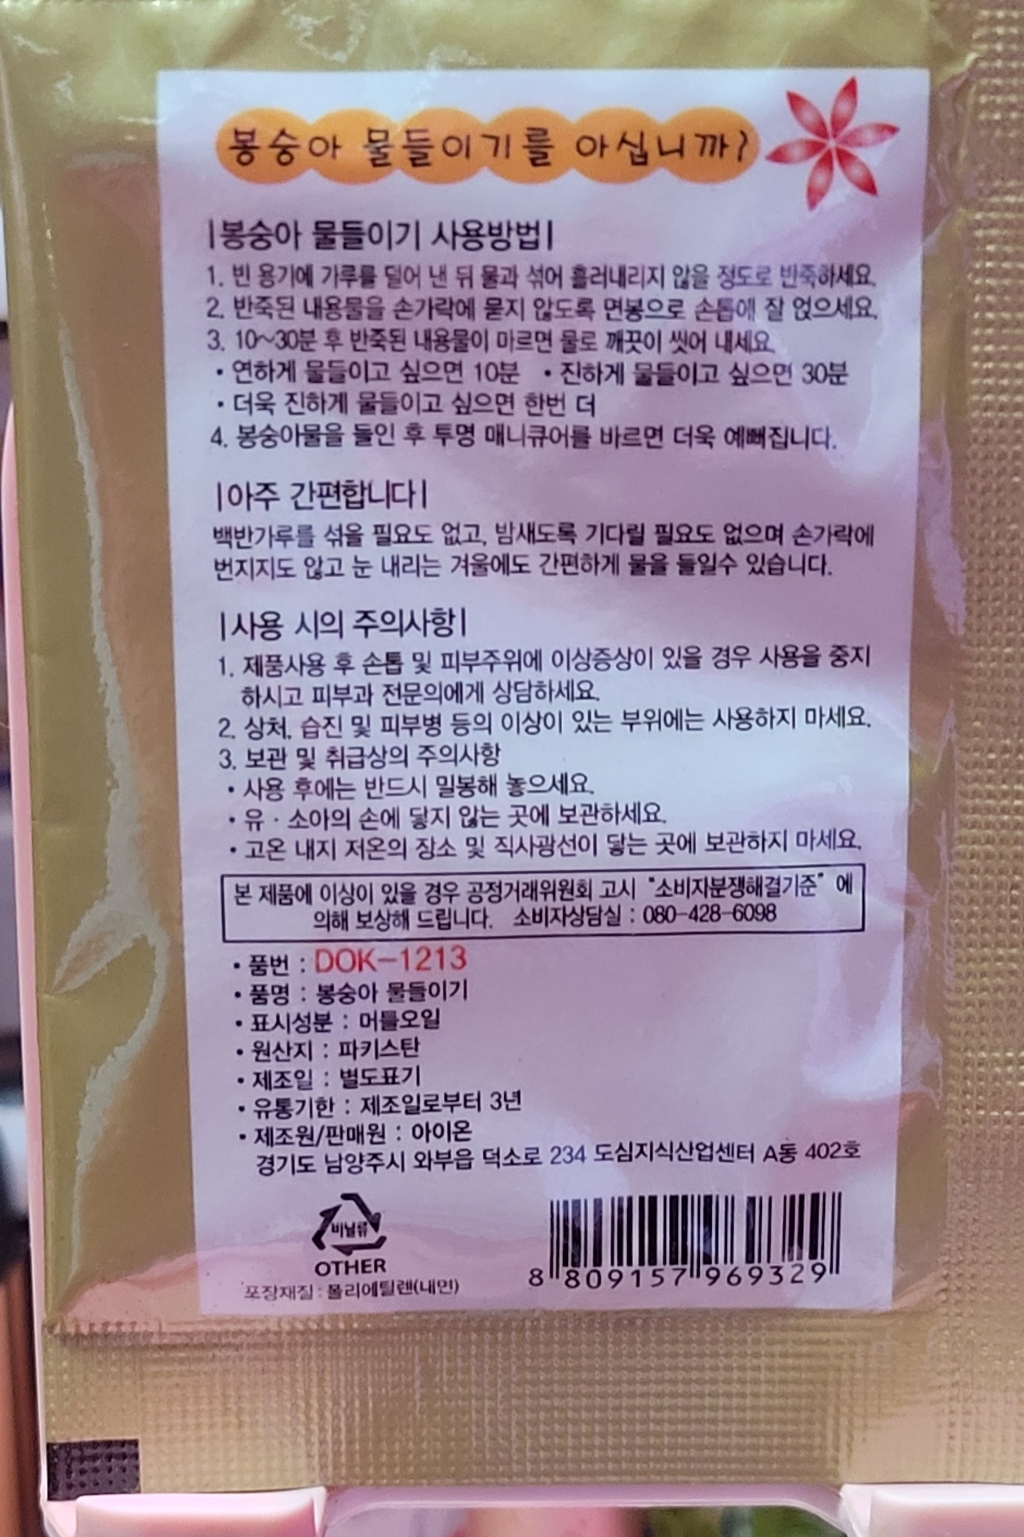 봉숭아 물들이기를 아십니까?
|봉숭아 물들이기 사용방법|
1. 빈 용기에 가루를 덜어 낸 뒤 물과 섞어 흘러내리지 않을 정도로 반죽하세요.
2. 반죽된 내용물을 손가락에 묻지 않도록 면봉으로 손톱에 잘 얹으세요.
3. 10~30분 후 반죽된 내용물이 마르면 물로 깨끗이 씻어 내세요.
• 연하게 물들이고 싶으면 10분 • 진하게 물들이고 싶으면 30분
• 더욱 진하게 물들이고 싶으면 한번 더
4. 봉숭아물을 들인 후 투명 매니큐어를 바르면 더욱 예뻐집니다.
|아주 간편합니다|
백반가루를 섞을 필요도 없고, 밤새도록 기다릴 필요도 없으며 손가락에
번지지도 않고 눈 내리는 겨울에도 간편하게 물을 들일수 있습니다.
|사용 시의 주의사항|
1. 제품사용 후 손톱 및 피부주위에 이상증상이 있을 경우 사용을 중지
하시고 피부과 전문의에게 상담하세요.
2. 상처, 습진 및 피부병 등의 이상이 있는 부위에는 사용하지 마세요.
3. 보관 및 취급상의 주의사항
• 사용 후에는 반드시 밀봉해 놓으세요.
• 유 · 소아의 손에 닿지 않는 곳에 보관하세요.
• 고온 내지 저온의 장소 및 직사광선이 닿는 곳에 보관하지 마세요.
본 제품에 이상이 있을 경우 공정거래위원회 고시 "소비자분쟁해결기준" 에
의해 보상해 드립니다. 소비자상담실 : 080-428-6098
• 품번 : DOK-1213
• 품명 : 봉숭아 물들이기
• 표시성분 : 머틀오일
• 원산지 : 파키스탄
• 제조일 : 별도표기
• 유통기한 : 제조일로부터 3년
• 제조원/판매원 : 아이온
경기도 남양주시 와부읍 덕소로 234 도심지식산업센터 A동 402호
비닐류
OTHER
포장재질 : 폴리에틸렌(내면)
8 809157 969329